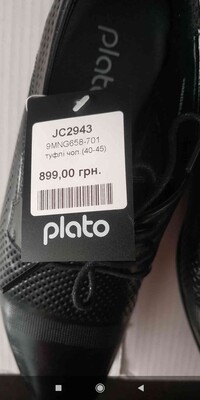 plato
JC2943
9MNG658-701
туфлі чол.(40-45)
899,00 грн.
plato